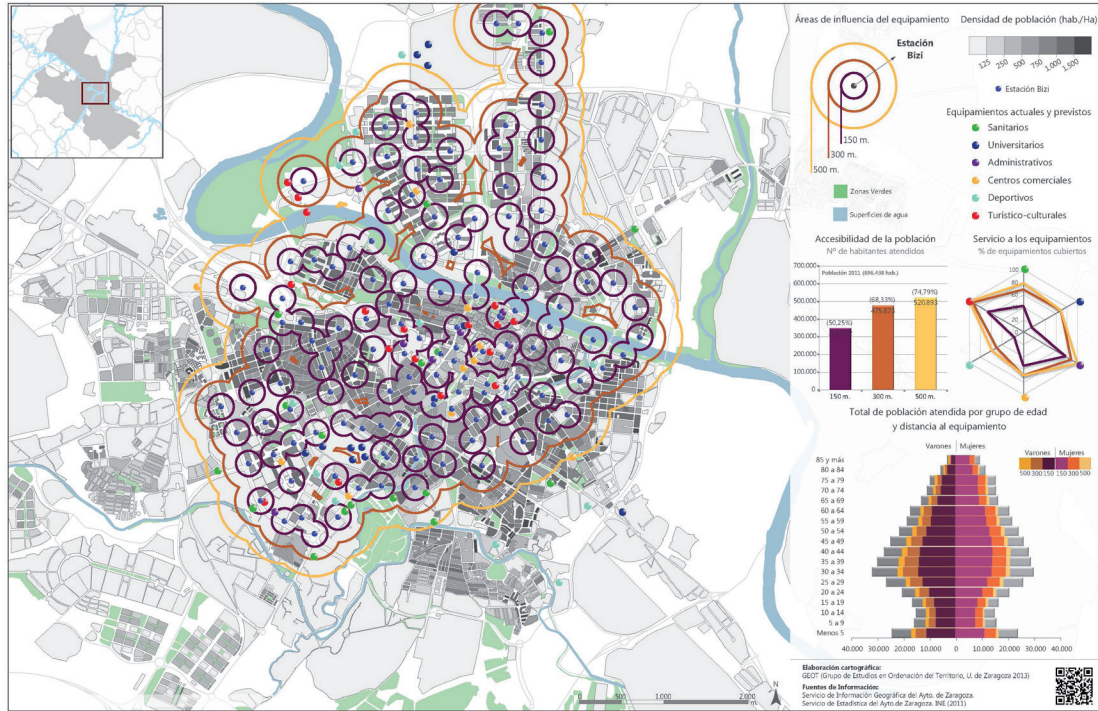 Áreas de influencia del equipamiento
Estación
Bizi
150 m.
300 m.
500 m.
Zonas Verdes
Superficies de agua
Densidad de población (hab./Ha)
125 250 500 750 1.000 1.500
Estación Bizi
Equipamientos actuales y previstos
Sanitarios
Universitarios
Administrativos
Centros comerciales
Deportivos
Turístico-culturales
Accesibilidad de la población
Nº de habitantes atendidos
700.000
600.000
500.000
400.000
300.000
200.000
100.000
0
Población 2011 (696.438 hab.)
(50,25%)
(68,33%)
475.873
(74,79%)
520.893
150 m. 300 m. 500 m.
Servicio a los equipamientos
% de equipamientos cubiertos
100
80
60
40
20
0
Total de población atendida por grupo de edad
y distancia al equipamiento
Varones Mujeres
Varones Mujeres
500 300 150 150 300 500
85 y más
80 a 84
75 a 79
70 a 74
65 a 69
60 a 64
55 a 59
50 a 54
45 a 49
40 a 44
35 a 39
30 a 34
25 a 29
20 a 24
15 a 19
10 a 14
5 a 9
Menos 5
40.000 30.000 20.000 10.000 0 10.000 20.000 30.000 40.000
Elaboración cartográfica:
GEOT (Grupo de Estudios en Ordenación del Territorio, U. de Zaragoza 2013)
Fuentes de Información:
Servicio de Información Geográfica del Ayto. de Zaragoza.
Servicio de Estadística del Ayto.de Zaragoza. INE (2011)
0 500 1.000 2.000
m.
N